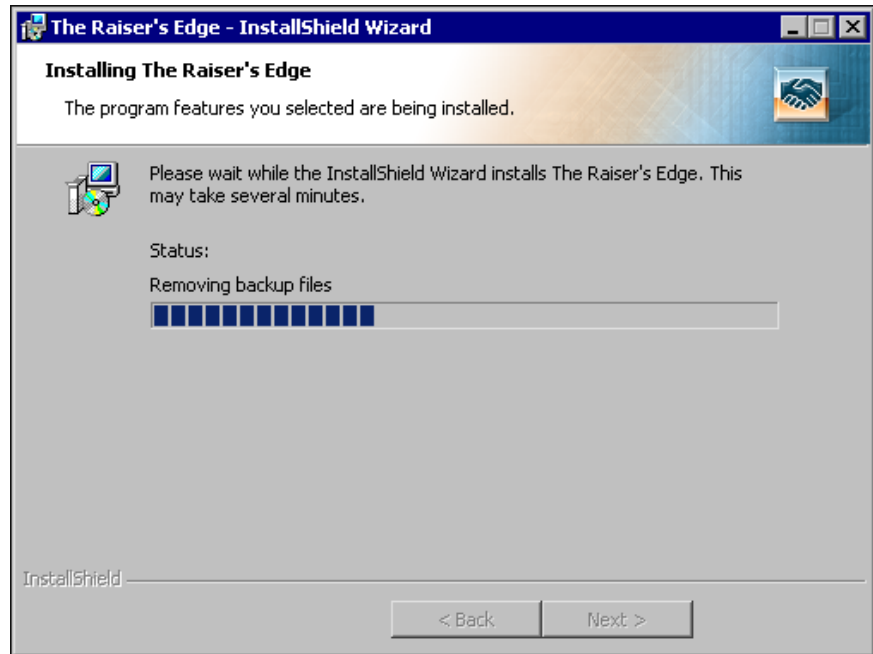 The Raiser's Edge - InstallShield Wizard
Installing The Raiser's Edge
The program features you selected are being installed.
Please wait while the InstallShield Wizard installs The Raiser's Edge. This
may take several minutes.
Status:
Removing backup files
InstallShield
< Back
Next >